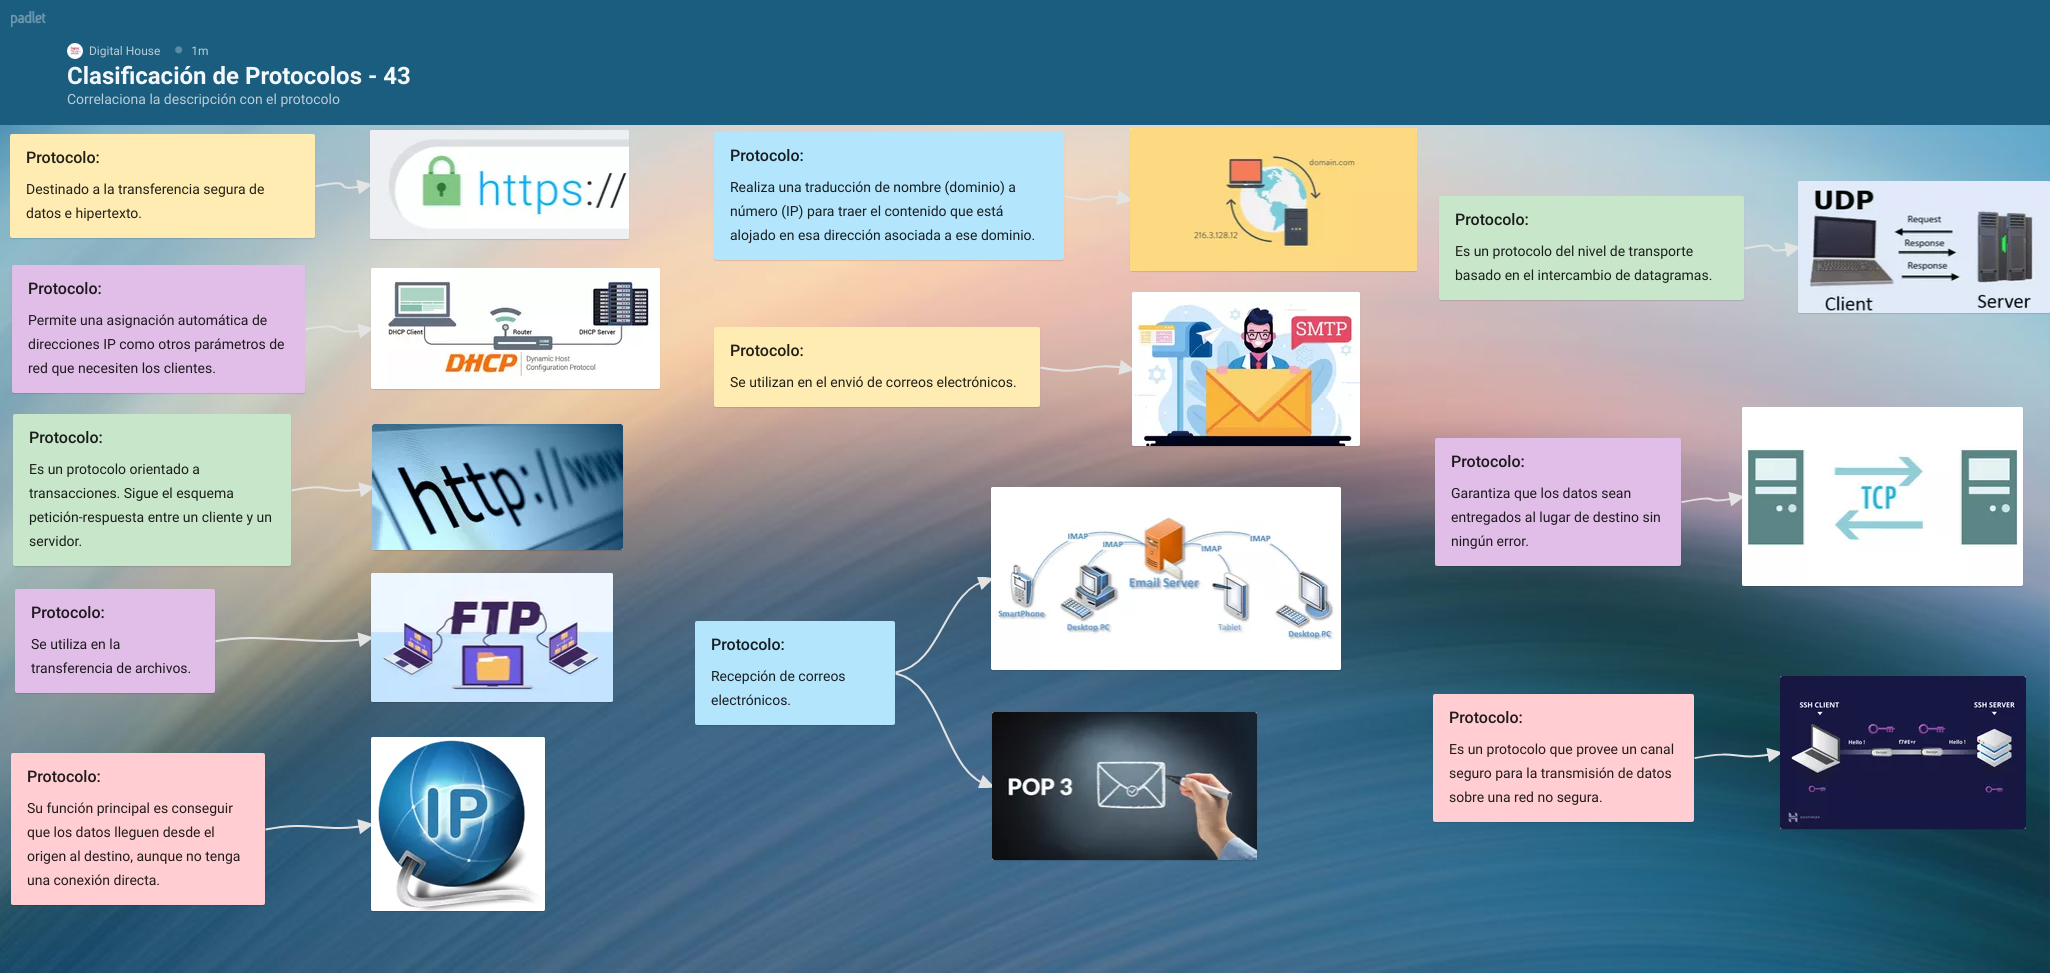 padlet
Digital House
1m
Clasificación de Protocolos - 43
Correlaciona la descripción con el protocolo
Protocolo:
Destinado a la transferencia segura de
datos e hipertexto.
https://
Protocolo:
Permite una asignación automática de
direcciones IP como otros parámetros de
red que necesiten los clientes.
DHCP Client
Router
DHCP Server
DHCP
Dynamic Host
Configuration Protocol
Protocolo:
Es un protocolo orientado a
transacciones. Sigue el esquema
petición-respuesta entre un cliente y un
servidor.
http://www
Protocolo:
Se utiliza en la
transferencia de archivos.
FTP
Protocolo:
Su función principal es conseguir
que los datos lleguen desde el
origen al destino, aunque no tenga
una conexión directa.
IP
Protocolo:
Realiza una traducción de nombre (dominio) a
número (IP) para traer el contenido que está
alojado en esa dirección asociada a ese dominio.
domain.com
216.3.128.12
Protocolo:
Se utilizan en el envió de correos electrónicos.
SMTP
Protocolo:
Recepción de correos
electrónicos.
IMAP
IMAP
IMAP
IMAP
Email Server
SmartPhone
Desktop PC
Tablet
Desktop PC
POP 3
Protocolo:
Es un protocolo del nivel de transporte
basado en el intercambio de datagramas.
UDP
Request
Response
Response
Client
Server
Protocolo:
Garantiza que los datos sean
entregados al lugar de destino sin
ningún error.
TCP
Protocolo:
Es un protocolo que provee un canal
seguro para la transmisión de datos
sobre una red no segura.
SSH CLIENT
SSH SERVER
Hello !
Hello !